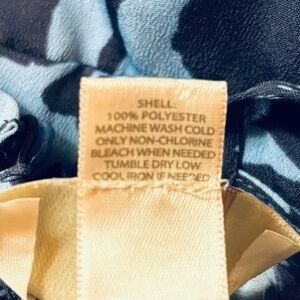 SHELL:
100% POLYESTER
MACHINE WASH COLD
ONLY NON-CHLORINE
BLEACH WHEN NEEDED
TUMBLE DRY LOW
COOL IRON IF NEEDED